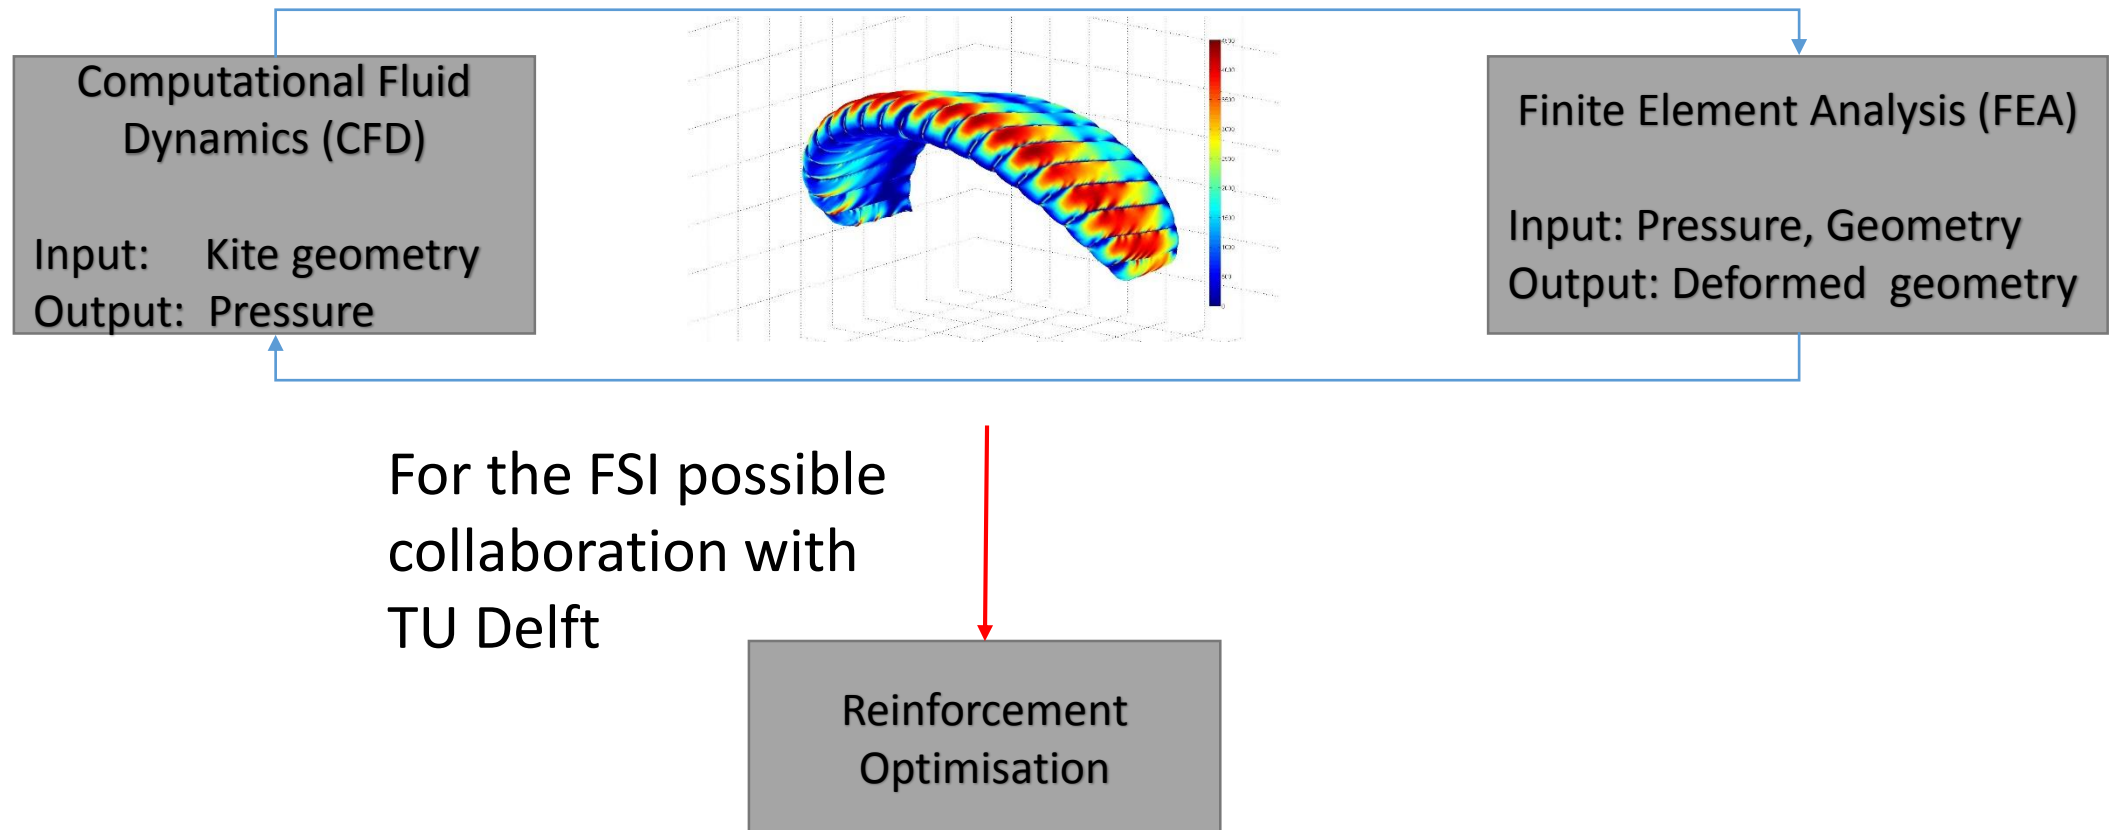 Computational Fluid
Dynamics (CFD)
Input: Kite geometry
Output: Pressure
Finite Element Analysis (FEA)
Input: Pressure, Geometry
Output: Deformed geometry
For the FSI possible
collaboration with
TU Delft
Reinforcement
Optimisation